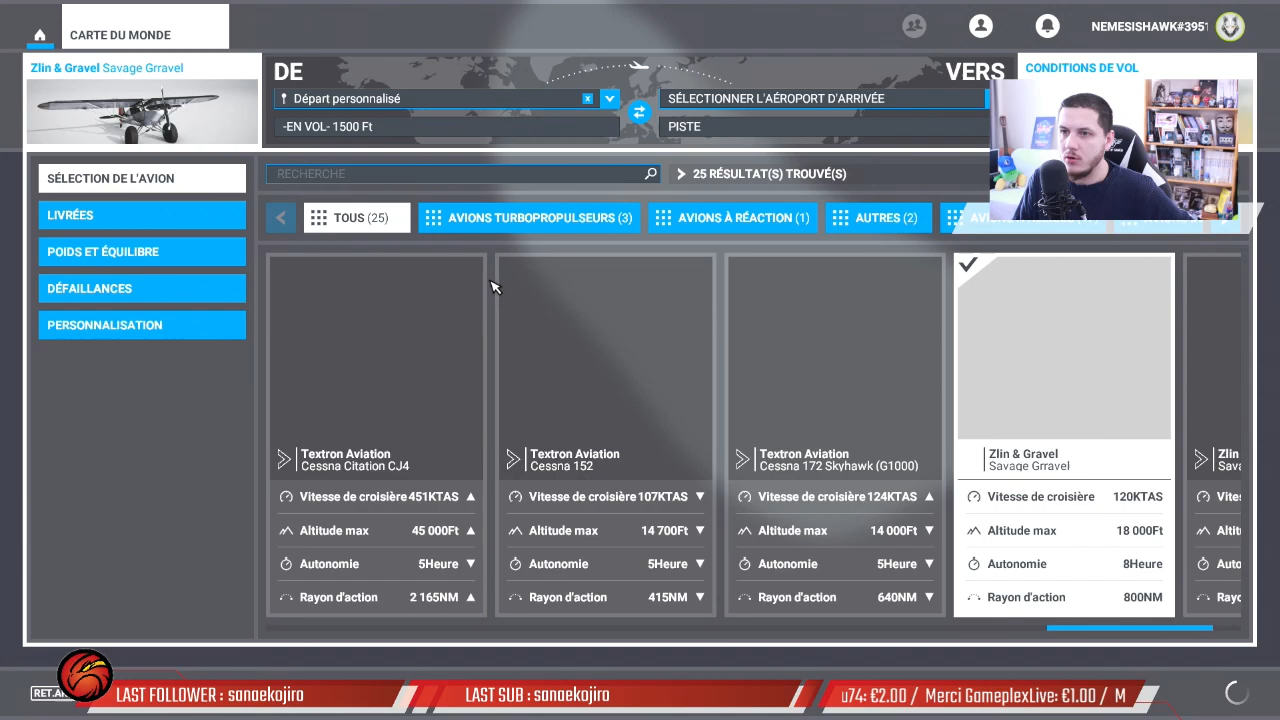 CARTE DU MONDE
NEMESISHAWK#3951
Zlin & Gravel Savage Grravel
DE
VERS
CONDITIONS DE VOL
Départ personnalisé
x
SÉLECTIONNER L'AÉROPORT D'ARRIVÉE
-EN VOL- 1500 Ft
PISTE
SÉLECTION DE L'AVION
LIVRÉES
POIDS ET ÉQUILIBRE
DÉFAILLANCES
PERSONNALISATION
RECHERCHE
25 RÉSULTAT(S) TROUVÉ(S)
TOUS (25)
AVIONS TURBOPROPULSEURS (3)
AVIONS À RÉACTION (1)
AUTRES (2)
Textron Aviation
Cessna Citation CJ4
Vitesse de croisière 451KTAS
Altitude max 45 000Ft
Autonomie 5Heure
Rayon d'action 2 165NM
Textron Aviation
Cessna 152
Vitesse de croisière 107KTAS
Altitude max 14 700Ft
Autonomie 5Heure
Rayon d'action 415NM
Textron Aviation
Cessna 172 Skyhawk (G1000)
Vitesse de croisière 124KTAS
Altitude max 14 000Ft
Autonomie 5Heure
Rayon d'action 640NM
Zlin & Gravel
Savage Grravel
Vitesse de croisière 120KTAS
Altitude max 18 000Ft
Autonomie 8Heure
Rayon d'action 800NM
Zlin
Sava
Vites
Altit
Auto
Rayo
LAST FOLLOWER : sanaekojiro
LAST SUB : sanaekojiro
u74: €2.00 / Merci GameplexLive: €1.00 / M